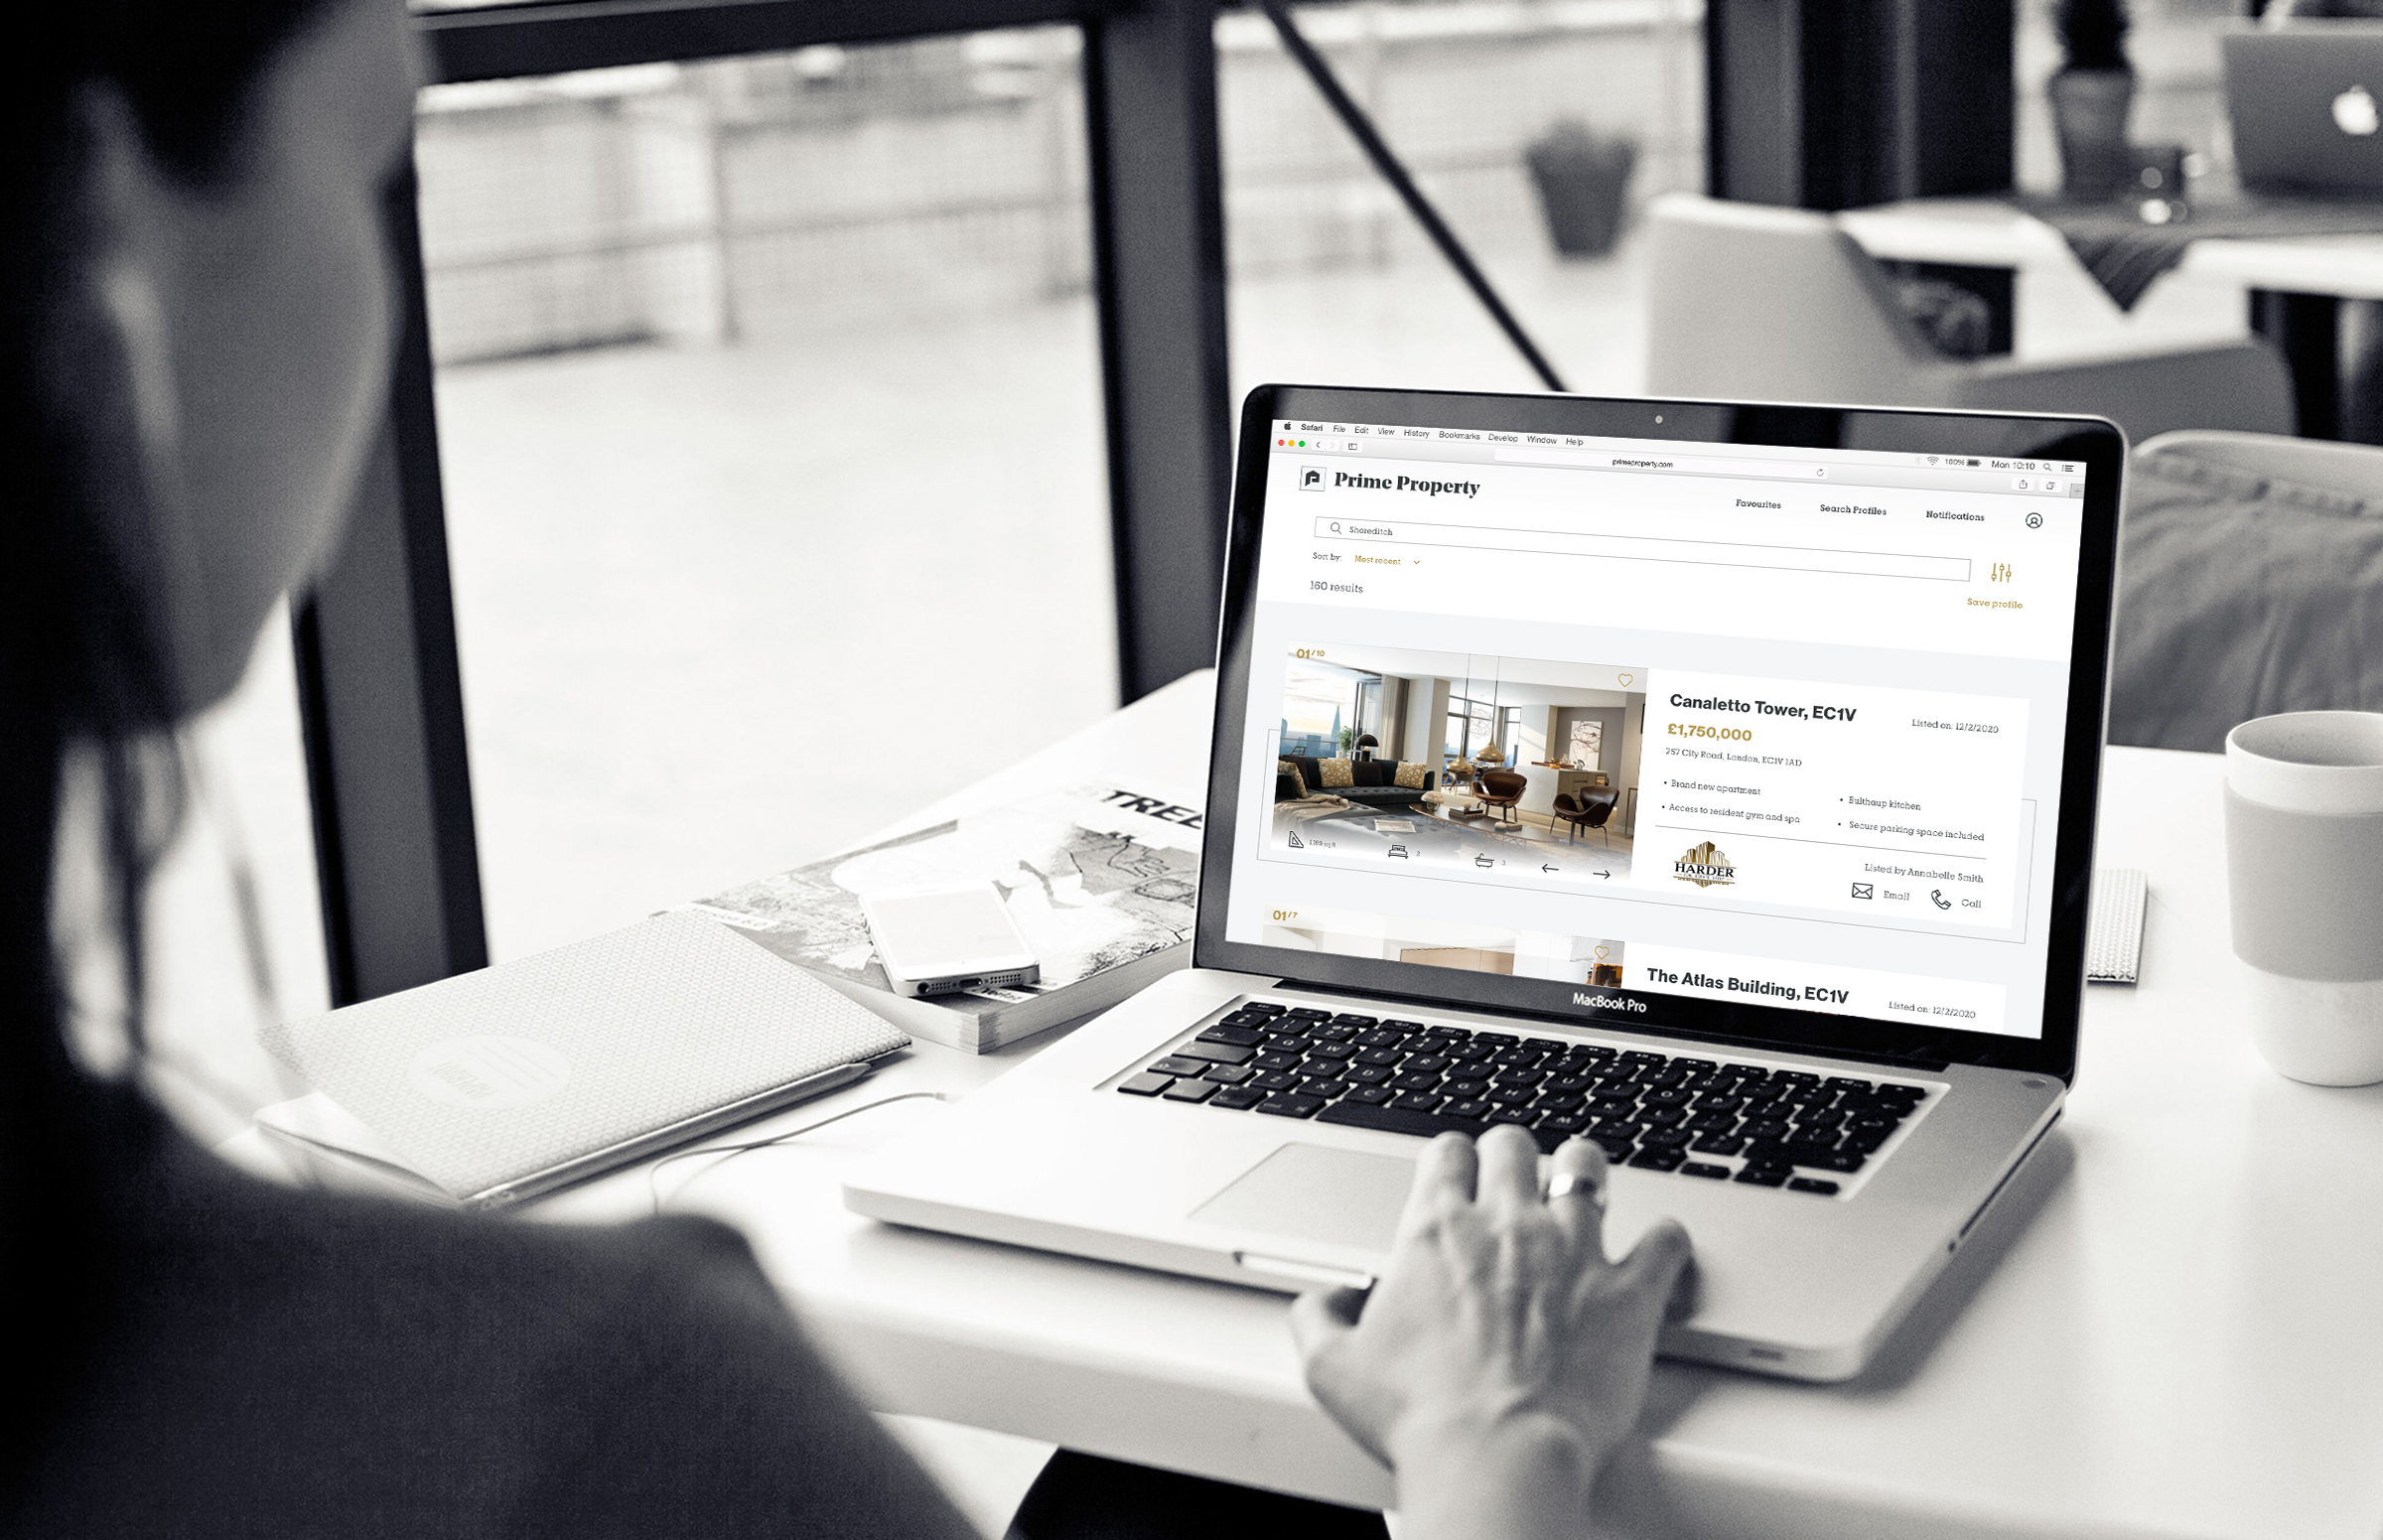 Safari File Edit View History Bookmarks Develop Window Help
100% Mon 10:10
primeproperty.com
Prime Property
Favourites Search Profiles Notifications
Shoreditch
Sort by: Most recent
160 results
Save profile
01/10
Canaletto Tower, EC1V
Listed on: 12/2/2020
£1,750,000
257 City Road, London, EC1V 1AD
• Brand new apartment
• Bulthaup kitchen
• Access to resident gym and spa
• Secure parking space included
2
3
HARDER
Listed by Annabelle Smith
Email Call
01/7
The Atlas Building, EC1V
Listed on: 12/2/2020
MacBook Pro
TREE